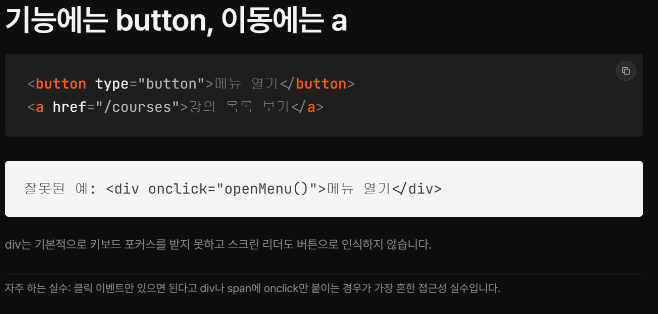 기능에는 button, 이동에는 a
<button type="button">메뉴 열기</button>
<a href="/courses">강의 목록 보기</a>
잘못된 예: <div onclick="openMenu()">메뉴 열기</div>
div는 기본적으로 키보드 포커스를 받지 못하고 스크린 리더도 버튼으로 인식하지 않습니다.
자주 하는 실수: 클릭 이벤트만 있으면 된다고 div나 span에 onclick만 붙이는 경우가 가장 흔한 접근성 실수입니다.